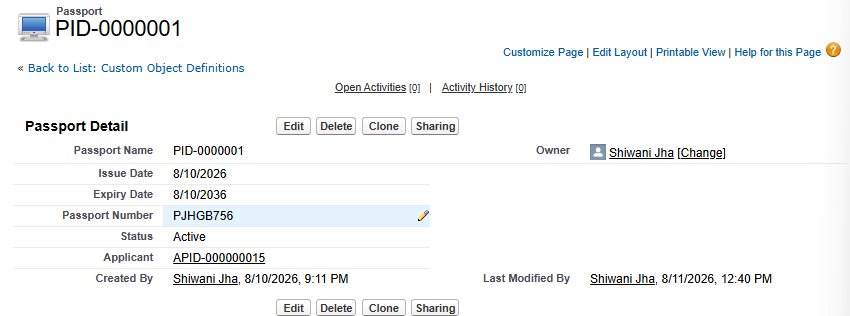 Passport
PID-0000001
Customize Page | Edit Layout | Printable View | Help for this Page ?
« Back to List: Custom Object Definitions
Open Activities [0] | Activity History [0]
Passport Detail Edit Delete Clone Sharing
Passport Name PID-0000001 Owner Shiwani Jha [Change]
Issue Date 8/10/2026
Expiry Date 8/10/2036
Passport Number PJHGB756
Status Active
Applicant APID-000000015
Created By Shiwani Jha, 8/10/2026, 9:11 PM Last Modified By Shiwani Jha, 8/11/2026, 12:40 PM
Edit Delete Clone Sharing